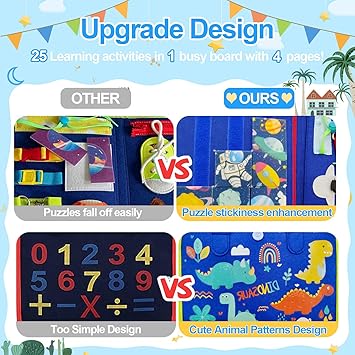 Upgrade Design
25 Learning activities in 1 busy board with 4 pages!
OTHER
OURS
VS
Puzzles fall off easily
Puzzle stickiness enhancement
0 1 2 3 4
5 6 7 8 9
+ - × ÷ =
DINOSAUR
VS
Too Simple Design
Cute Animal Patterns Design